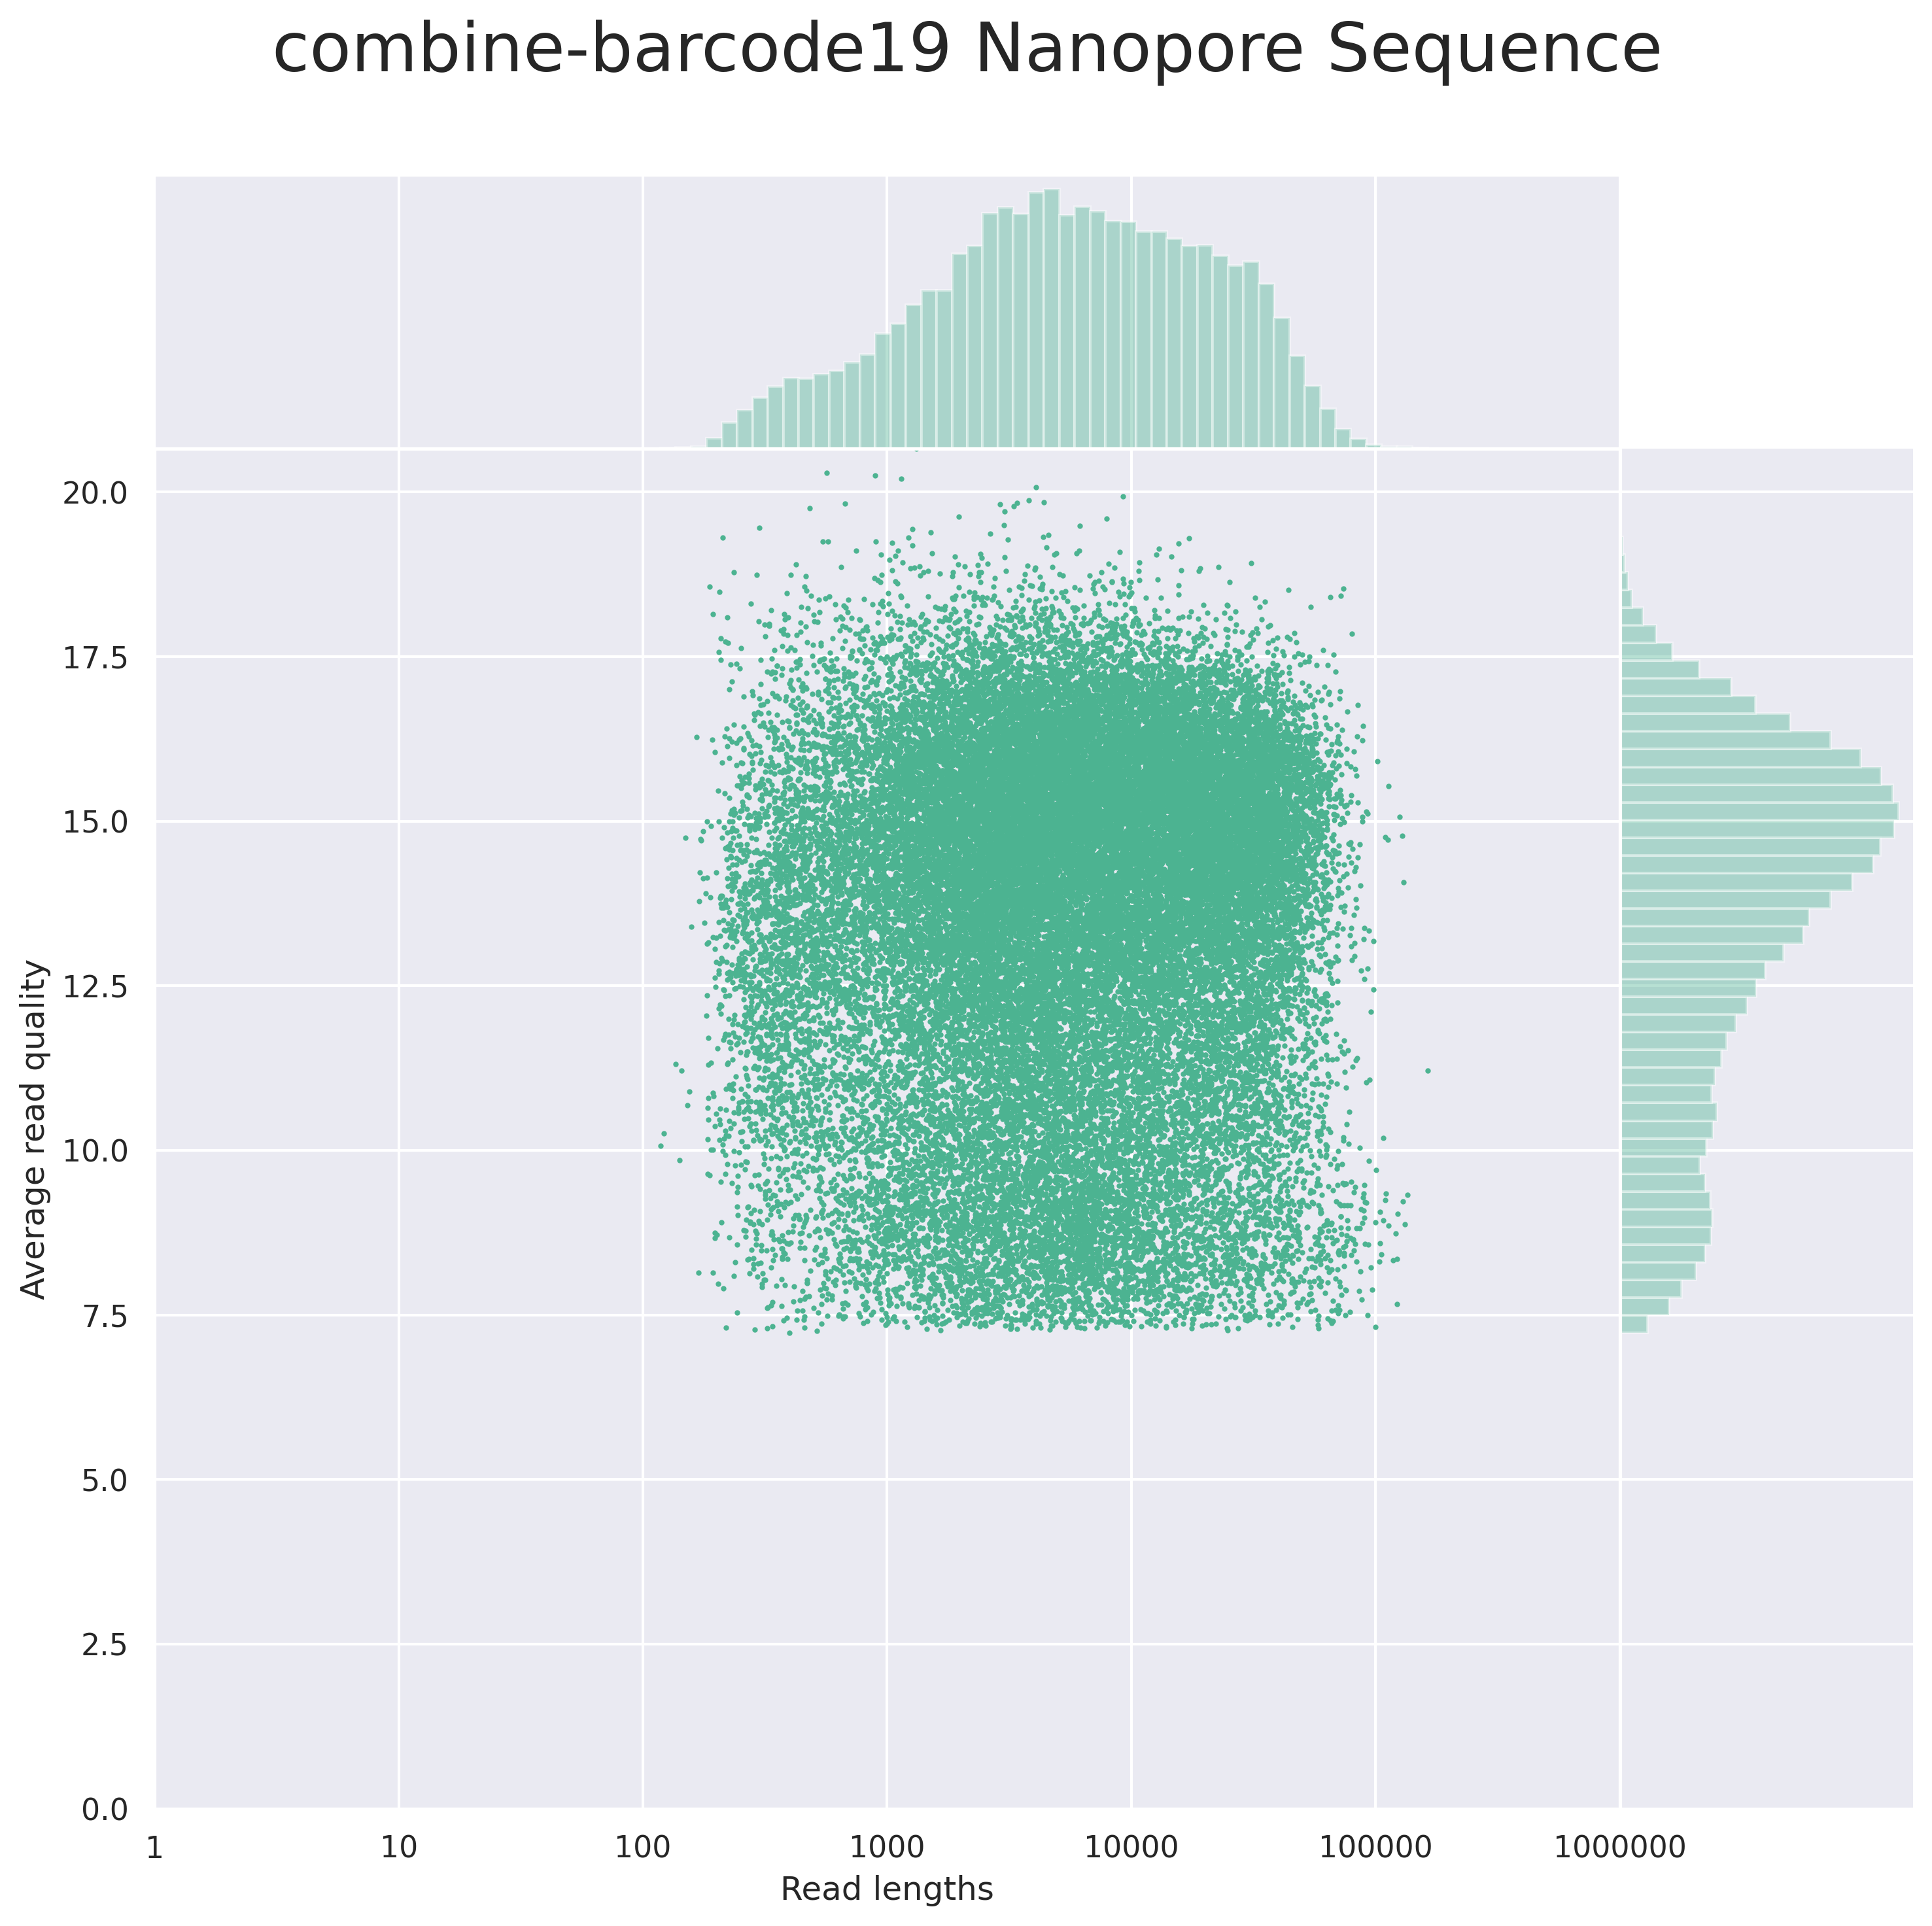 combine-barcode19 Nanopore Sequence
20.0
17.5
15.0
12.5
10.0
7.5
5.0
2.5
0.0
Average read quality
1 10 100 1000 10000 100000 1000000
Read lengths